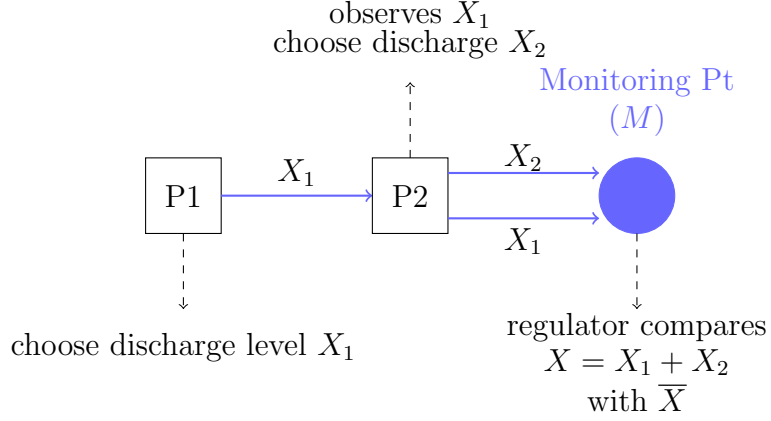 observes X₁
choose discharge X₂
Monitoring Pt
(M)
P1
X₁
P2
X₂
X₁
choose discharge level X₁
regulator compares
X = X₁ + X₂
with X̅